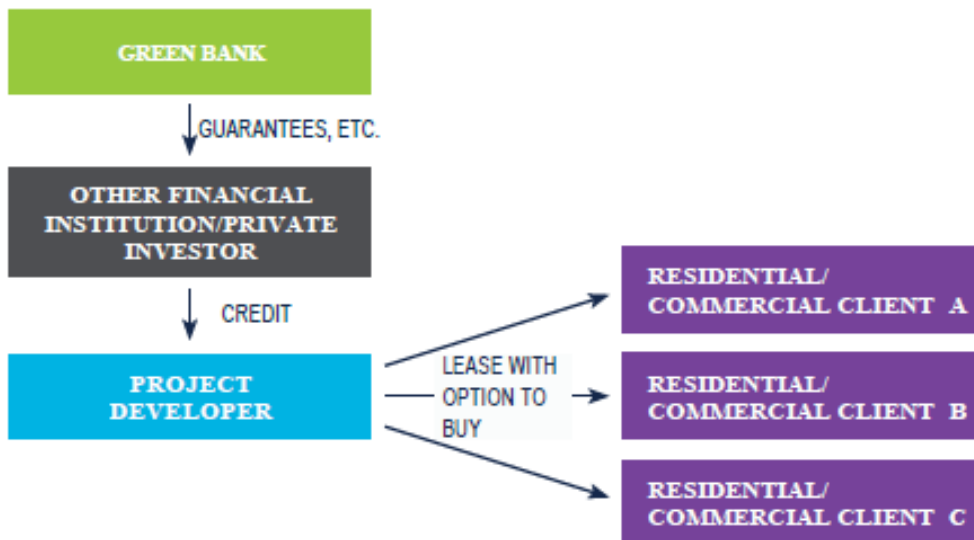 GREEN BANK
GUARANTEES, ETC.
OTHER FINANCIAL
INSTITUTION/PRIVATE
INVESTOR
CREDIT
PROJECT
DEVELOPER
LEASE WITH
OPTION TO
BUY
RESIDENTIAL/
COMMERCIAL CLIENT A
RESIDENTIAL/
COMMERCIAL CLIENT B
RESIDENTIAL/
COMMERCIAL CLIENT C